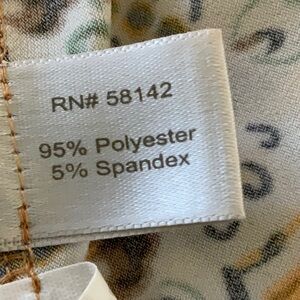 RN# 58142
95% Polyester
5% Spandex